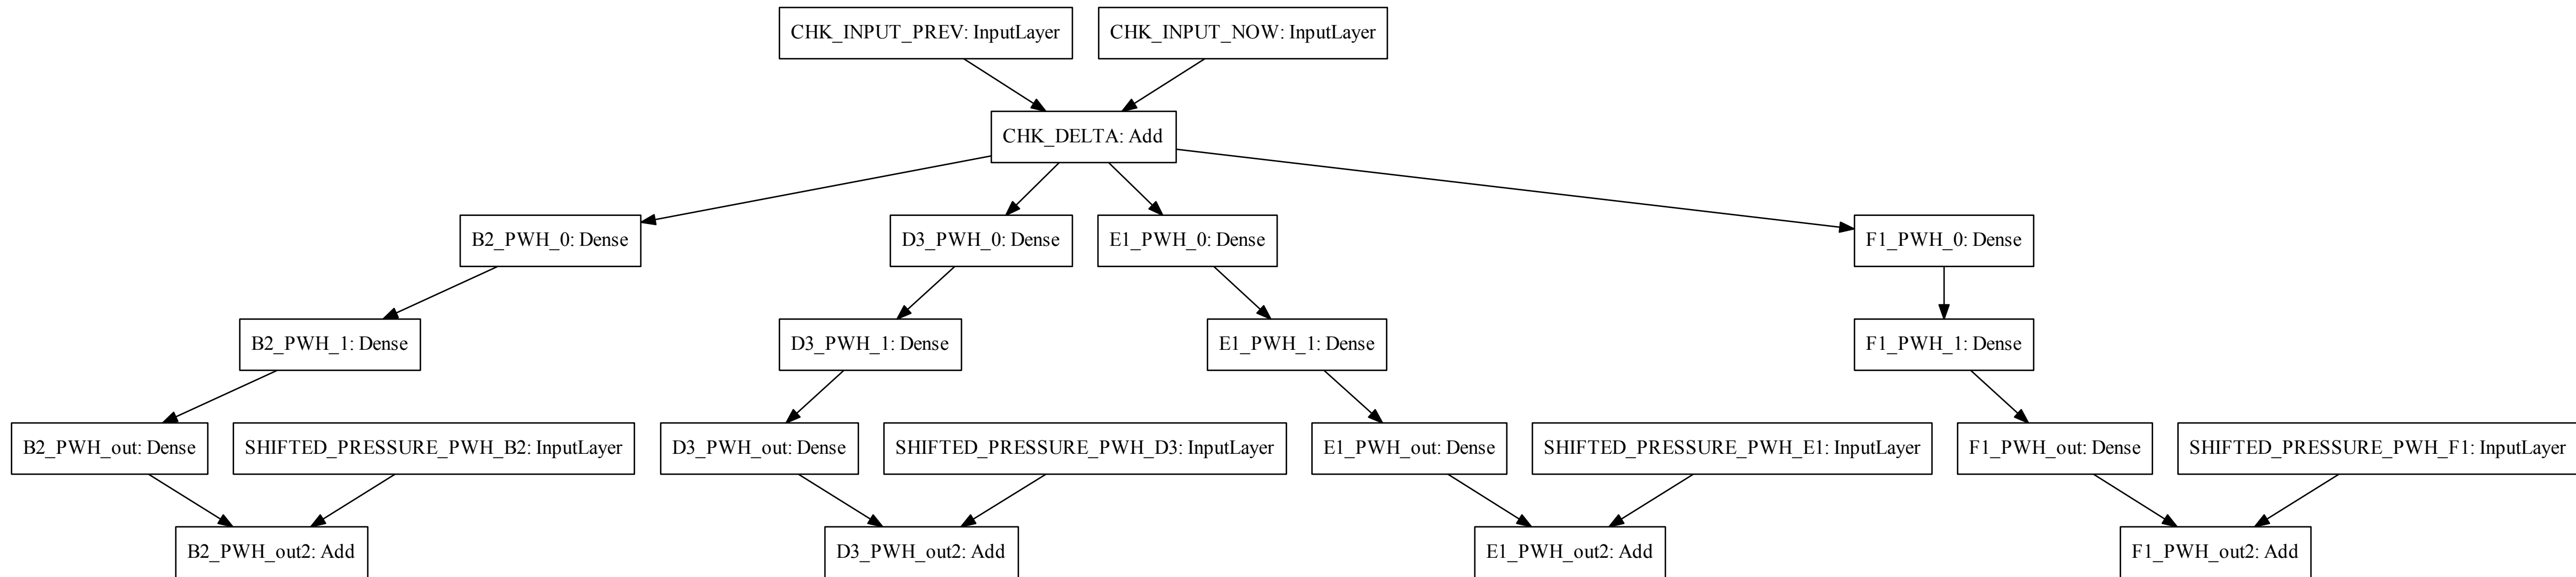 CHK_INPUT_PREV: InputLayer
CHK_INPUT_NOW: InputLayer
CHK_DELTA: Add
B2_PWH_0: Dense
D3_PWH_0: Dense
E1_PWH_0: Dense
F1_PWH_0: Dense
B2_PWH_1: Dense
D3_PWH_1: Dense
E1_PWH_1: Dense
F1_PWH_1: Dense
B2_PWH_out: Dense
SHIFTED_PRESSURE_PWH_B2: InputLayer
D3_PWH_out: Dense
SHIFTED_PRESSURE_PWH_D3: InputLayer
E1_PWH_out: Dense
SHIFTED_PRESSURE_PWH_E1: InputLayer
F1_PWH_out: Dense
SHIFTED_PRESSURE_PWH_F1: InputLayer
B2_PWH_out2: Add
D3_PWH_out2: Add
E1_PWH_out2: Add
F1_PWH_out2: Add